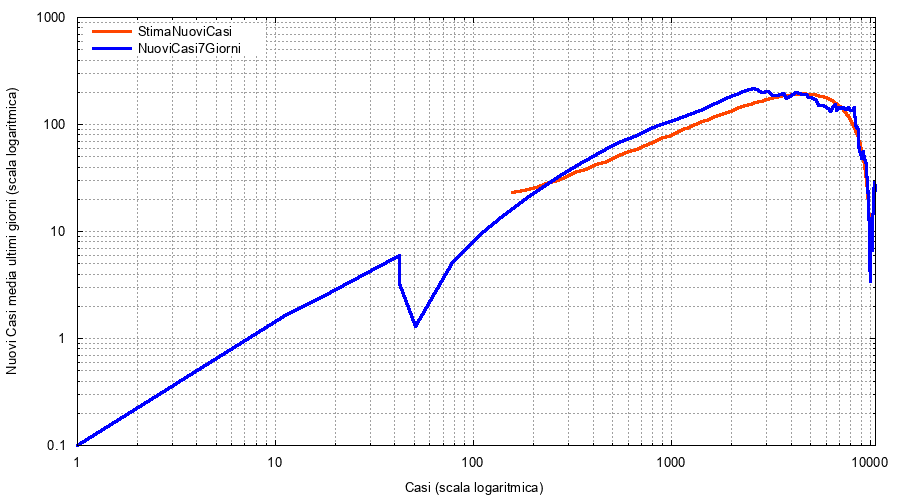 1000
100
10
1
0.1
Nuovi Casi media ultimi giorni (scala logaritmica)
StimaNuoviCasi
NuoviCasi7Giorni
1 10 100 1000 10000
Casi (scala logaritmica)